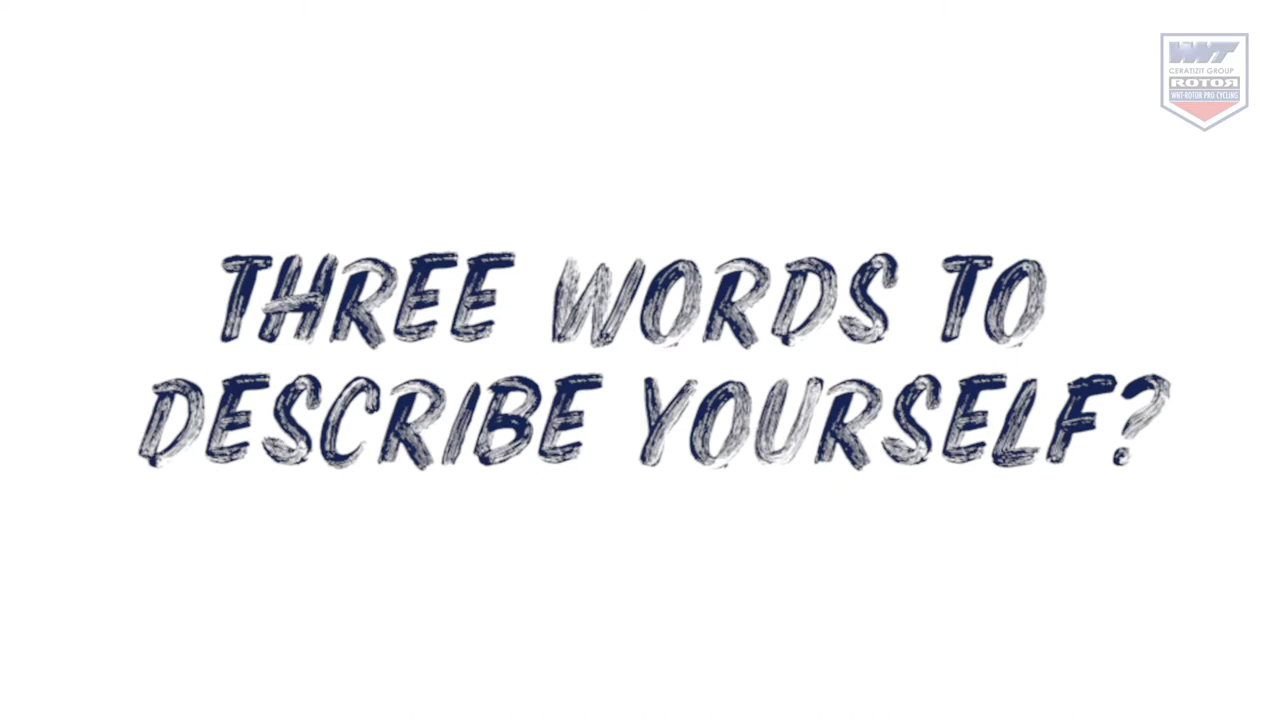 WNT
CERATIZIT GROUP
ROTOR
WNT-ROTOR PRO CYCLING
THREE WORDS TO
DESCRIBE YOURSELF?